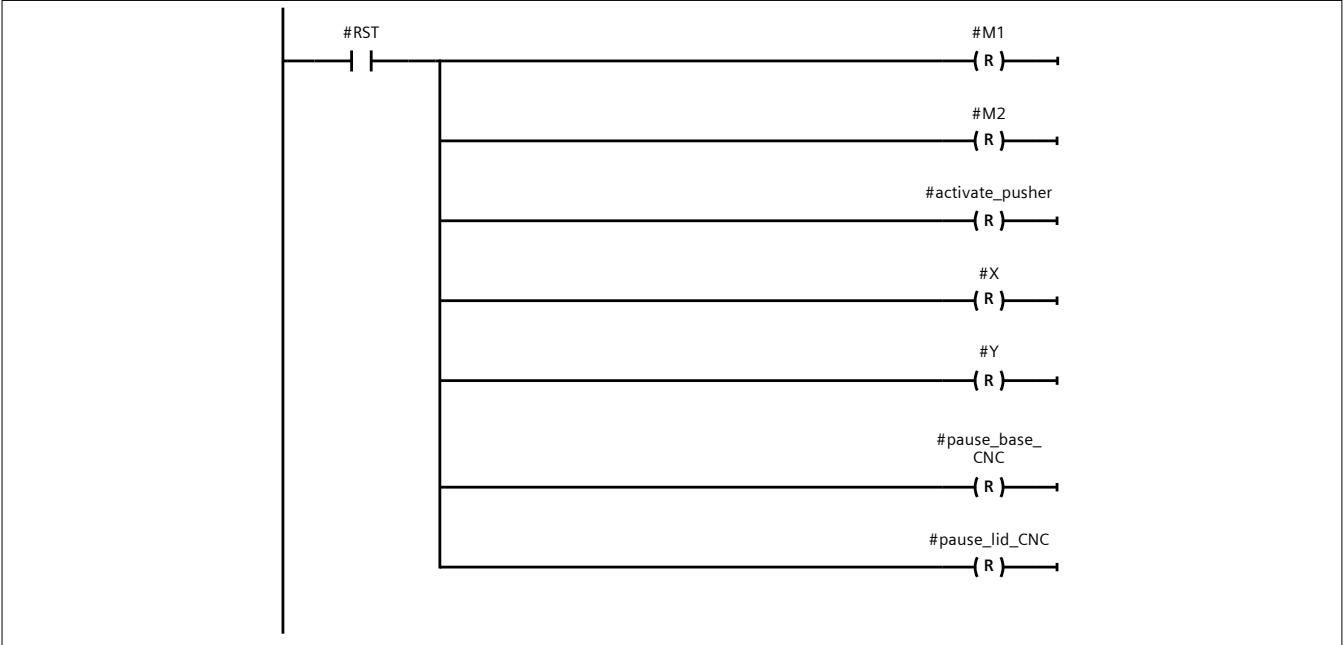 #RST
#M1
R
#M2
R
#activate_pusher
R
#X
R
#Y
R
#pause_base_
CNC
R
#pause_lid_CNC
R